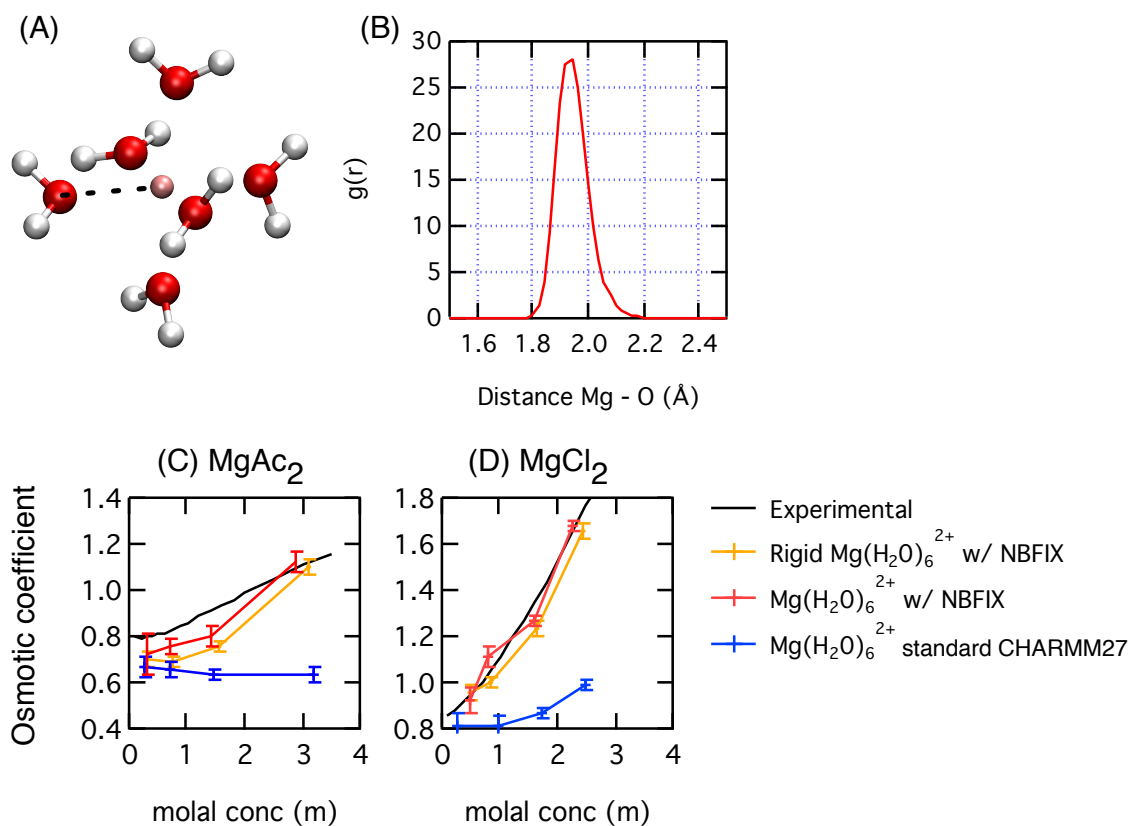 (A)
(B)
30
25
20
15
10
5
0
g(r)
1.6 1.8 2.0 2.2 2.4
Distance Mg - O (Å)
(C) MgAc2
1.4
1.2
1.0
0.8
0.6
0.4
Osmotic coefficient
0 1 2 3 4
molal conc (m)
(D) MgCl2
1.8
1.6
1.4
1.2
1.0
0.8
0 1 2 3 4
molal conc (m)
Experimental
Rigid Mg(H2O)6 2+ w/ NBFIX
Mg(H2O)6 2+ w/ NBFIX
Mg(H2O)6 2+ standard CHARMM27